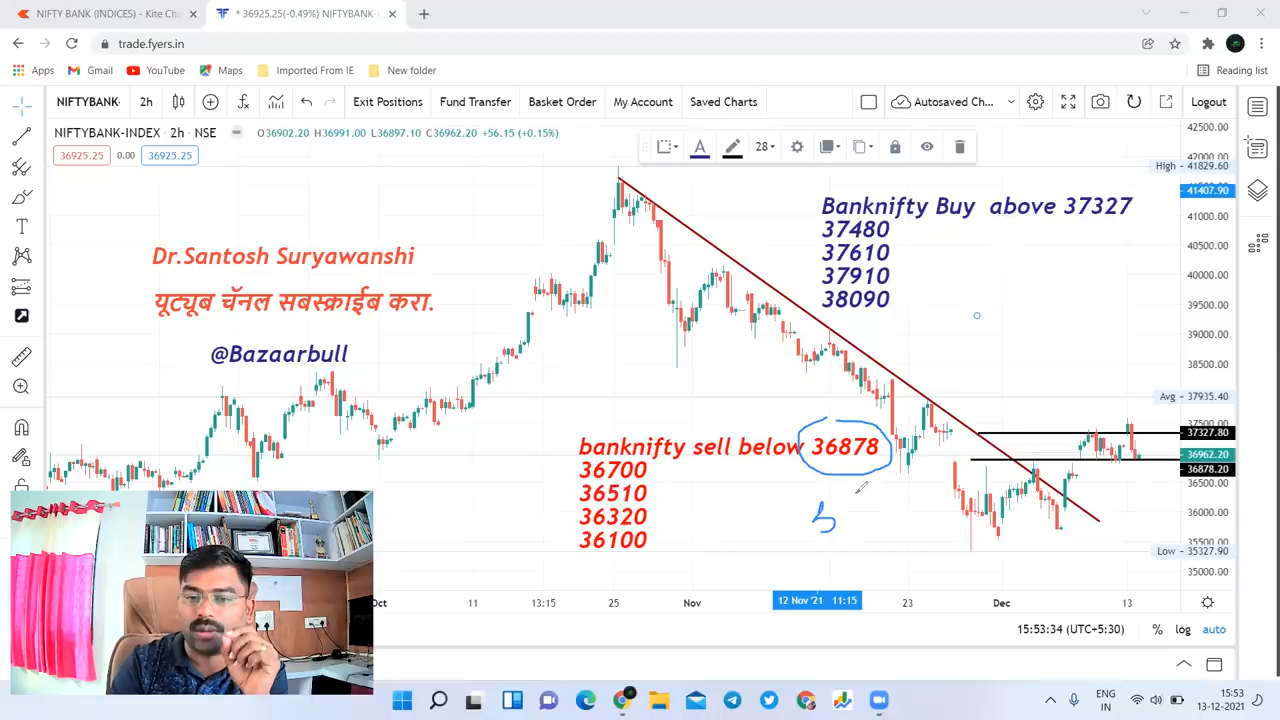 NIFTY BANK (INDICES) - Kite Cha
* 36925.25(-0.49%) NIFTYBANK-
trade.fyers.in
Apps Gmail YouTube Maps Imported From IE New folder Reading list
NIFTYBANK- 2h Exit Positions Fund Transfer Basket Order My Account Saved Charts Autosaved Ch... Logout
NIFTYBANK-INDEX · 2h · NSE O36902.20 H36991.00 L36897.10 C36962.20 +56.15 (+0.15%)
36925.25 0.00 36925.25
A 28
42500.00
42000.00
High 41829.60
41407.90
41000.00
40500.00
40000.00
39500.00
39000.00
38500.00
Avg 37935.40
37500.00
37327.80
36962.20
36878.20
36500.00
36000.00
35500.00
Low 35327.90
35000.00
Banknifty Buy above 37327
37480
37610
37910
38090
Dr.Santosh Suryawanshi
यूट्यूब चॅनल सबस्क्राईब करा.
@Bazaarbull
banknifty sell below 36878
36700
36510
36320
36100
Oct 11 13:15 25 Nov 12 Nov '21 11:15 23 Dec 13
15:53:34 (UTC+5:30) % log auto
ENG
IN
15:53
13-12-2021